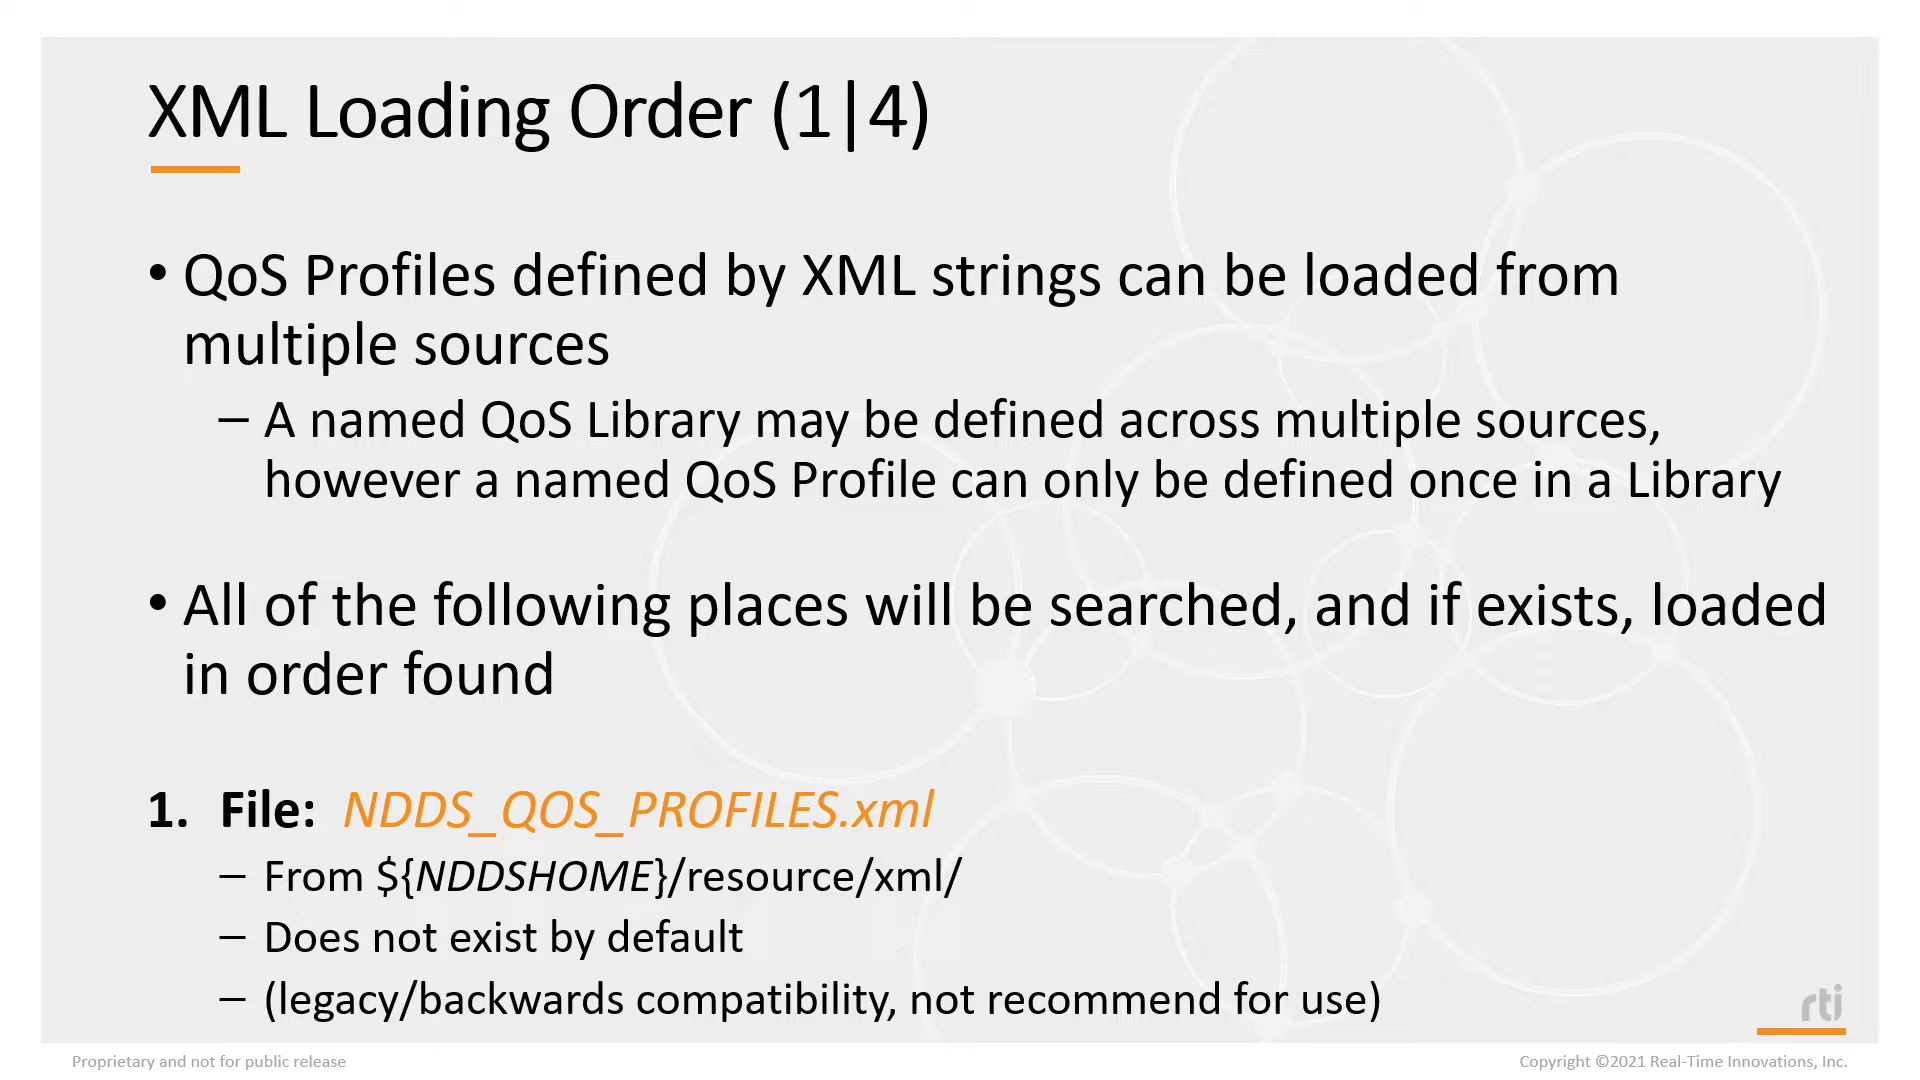 XML Loading Order (1|4)
• QoS Profiles defined by XML strings can be loaded from
multiple sources
– A named QoS Library may be defined across multiple sources,
however a named QoS Profile can only be defined once in a Library
• All of the following places will be searched, and if exists, loaded
in order found
1. File: NDDS_QOS_PROFILES.xml
– From ${NDDSHOME}/resource/xml/
– Does not exist by default
– (legacy/backwards compatibility, not recommend for use)
rti
Proprietary and not for public release
Copyright ©2021 Real-Time Innovations, Inc.